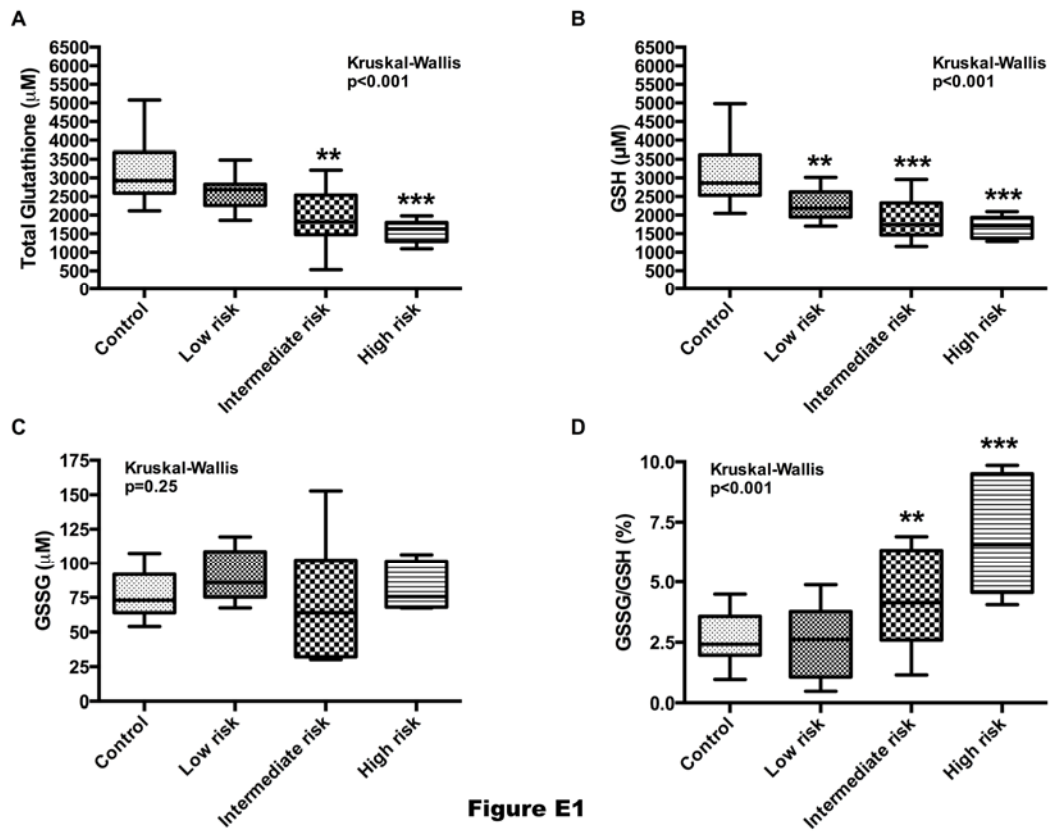 A
Total Glutathione (μM)
6500
6000
5500
5000
4500
4000
3500
3000
2500
2000
1500
1000
500
0
Kruskal-Wallis
p<0.001
**
***
Control
Low risk
Intermediate risk
High risk
B
GSH (μM)
6500
6000
5500
5000
4500
4000
3500
3000
2500
2000
1500
1000
500
0
Kruskal-Wallis
p<0.001
**
***
***
Control
Low risk
Intermediate risk
High risk
C
GSSG (μM)
175
150
125
100
75
50
25
0
Kruskal-Wallis
p=0.25
Control
Low risk
Intermediate risk
High risk
D
GSSG/GSH (%)
10.0
7.5
5.0
2.5
0.0
Kruskal-Wallis
p<0.001
**
***
Control
Low risk
Intermediate risk
High risk
Figure E1